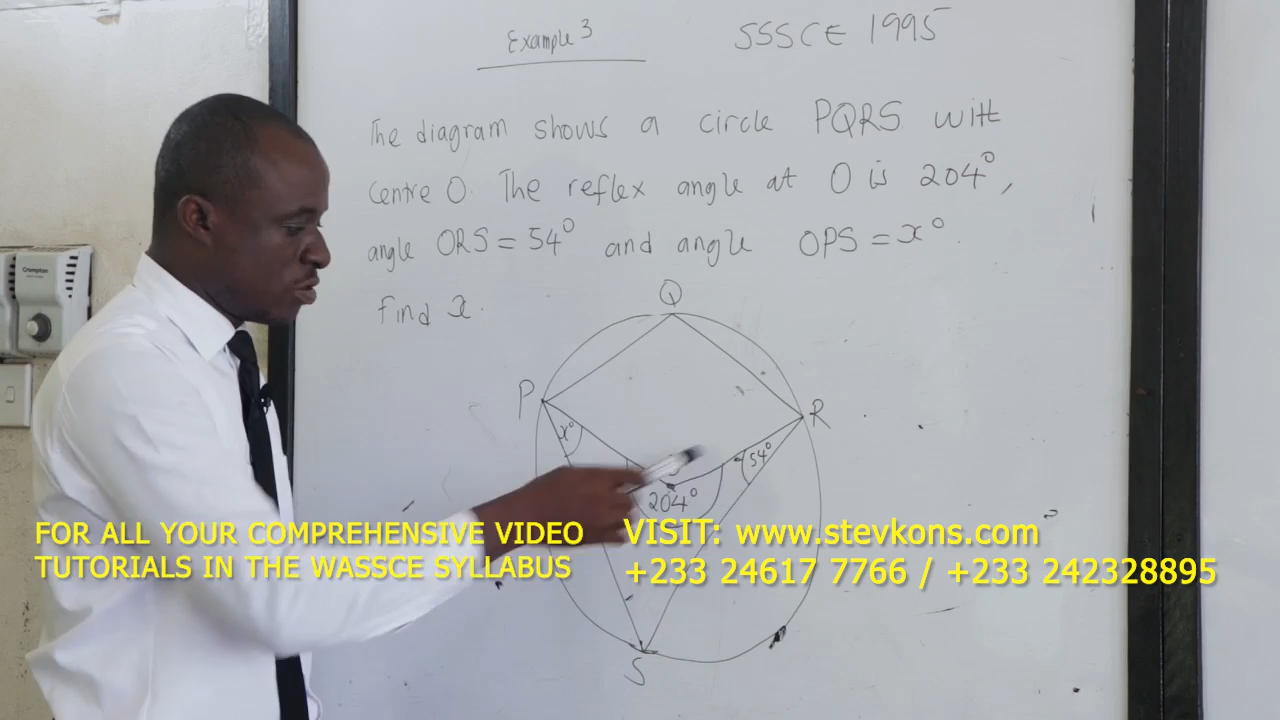 Example 3
SSSCE 1995
The diagram shows a circle PQRS with
centre O. The reflex angle at O is 204°,
angle ORS = 54° and angle OPS = x°.
find x.
Q
P
R
x°
54°
204°
S
Crompton
FOR ALL YOUR COMPREHENSIVE VIDEO
TUTORIALS IN THE WASSCE SYLLABUS
VISIT: www.stevkons.com
+233 24617 7766 / +233 242328895